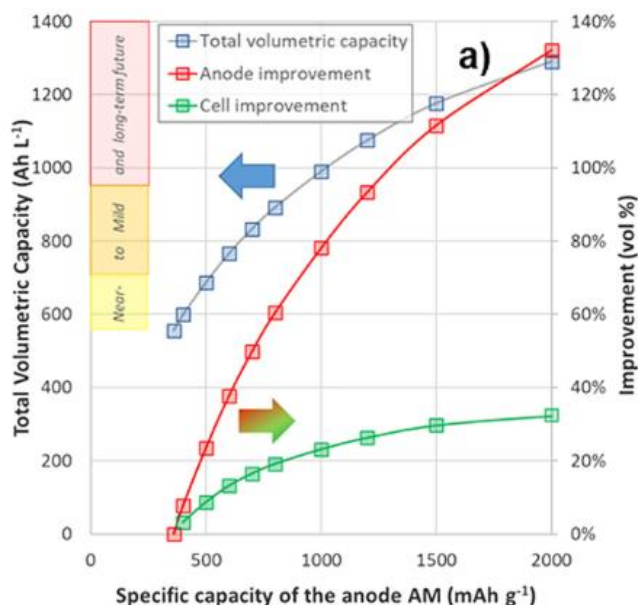 1400
1200
1000
800
600
400
200
0
Total Volumetric Capacity (Ah L⁻¹)
and long-term future
to Mild
Near-
Total volumetric capacity
Anode improvement
Cell improvement
a)
140%
120%
100%
80%
60%
40%
20%
0%
Improvement (vol %)
0 500 1000 1500 2000
Specific capacity of the anode AM (mAh g⁻¹)